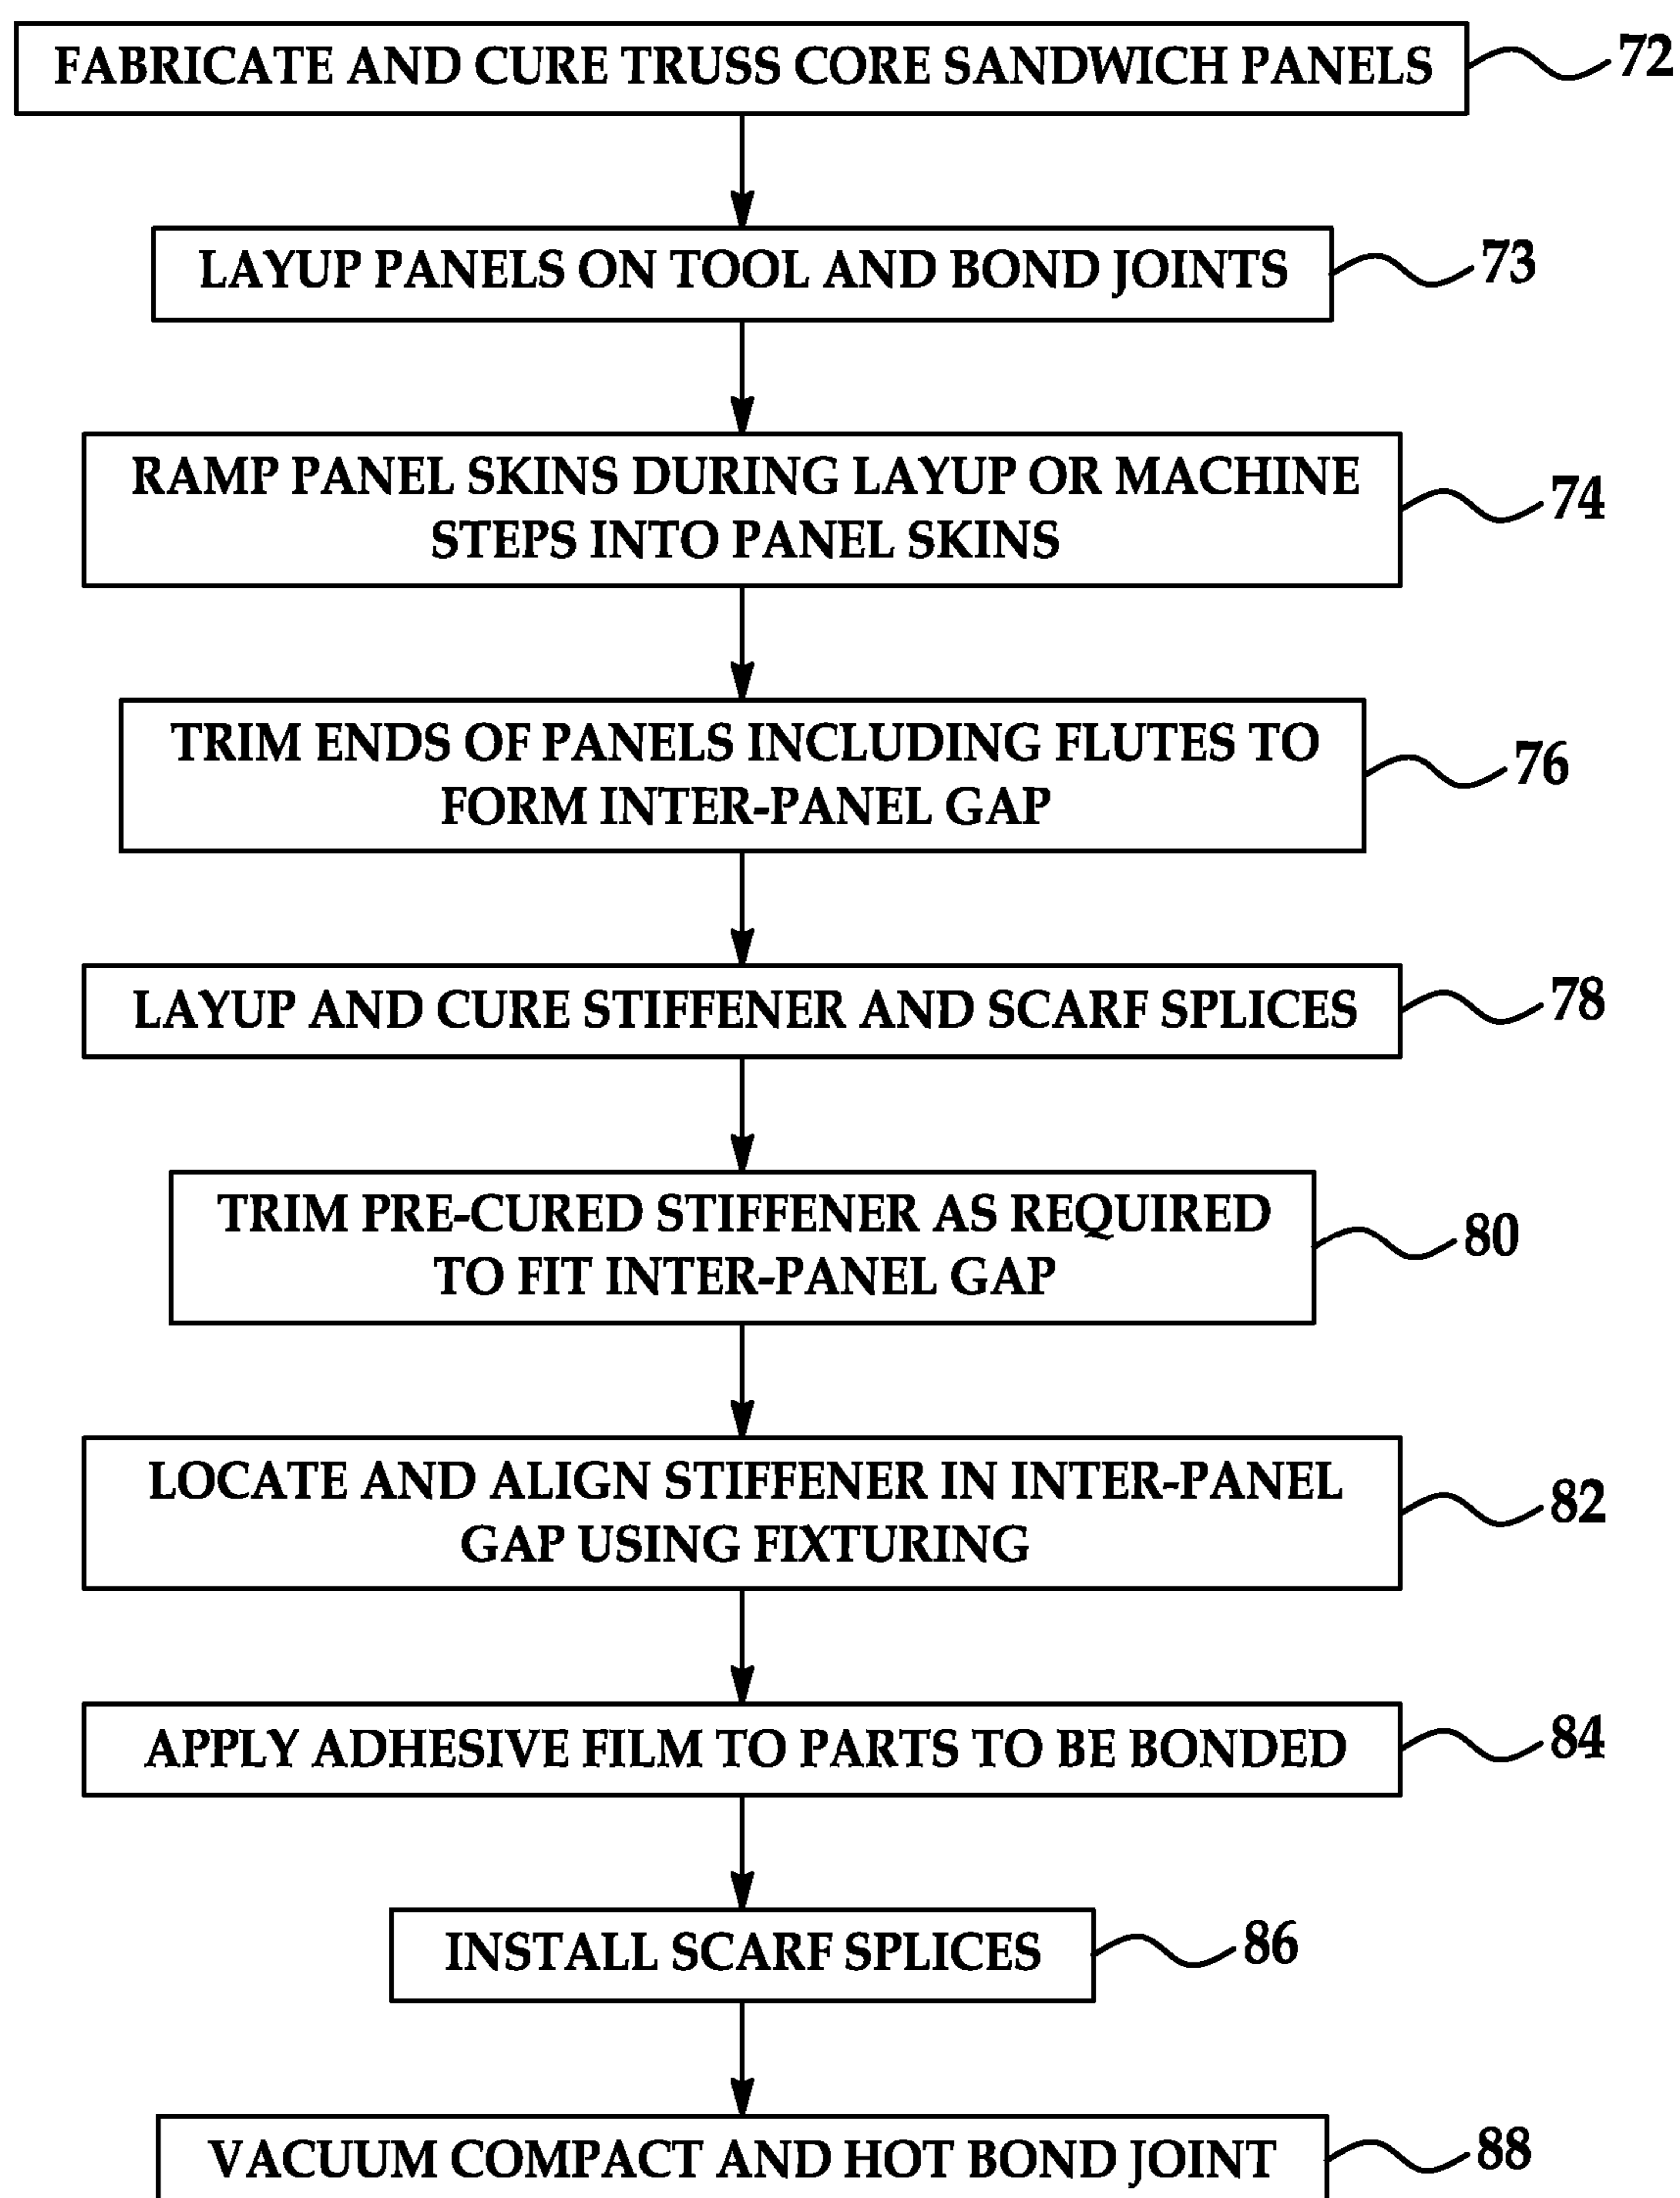 FABRICATE AND CURE TRUSS CORE SANDWICH PANELS
72
LAYUP PANELS ON TOOL AND BOND JOINTS
73
RAMP PANEL SKINS DURING LAYUP OR MACHINE
STEPS INTO PANEL SKINS
74
TRIM ENDS OF PANELS INCLUDING FLUTES TO
FORM INTER-PANEL GAP
76
LAYUP AND CURE STIFFENER AND SCARF SPLICES
78
TRIM PRE-CURED STIFFENER AS REQUIRED
TO FIT INTER-PANEL GAP
80
LOCATE AND ALIGN STIFFENER IN INTER-PANEL
GAP USING FIXTURING
82
APPLY ADHESIVE FILM TO PARTS TO BE BONDED
84
INSTALL SCARF SPLICES
86
VACUUM COMPACT AND HOT BOND JOINT
88